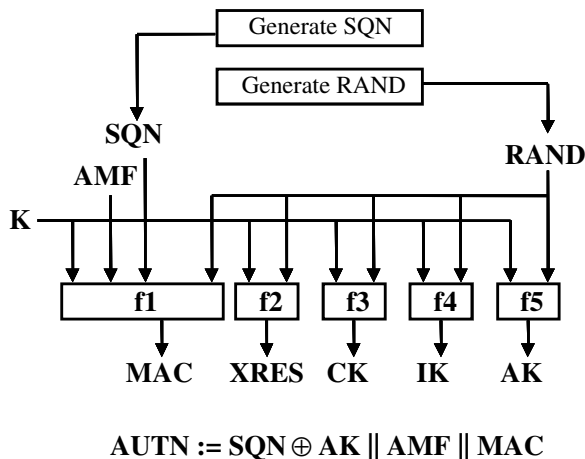 Generate SQN
Generate RAND
SQN
RAND
AMF
K
f1 f2 f3 f4 f5
MAC XRES CK IK AK
AUTN := SQN ⊕ AK || AMF || MAC